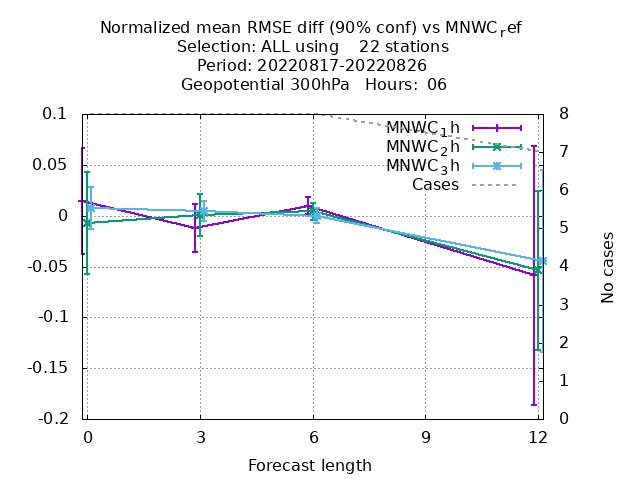 Normalized mean RMSE diff (90% conf) vs MNWC_ref
Selection: ALL using    22 stations
Period: 20220817-20220826
Geopotential 300hPa   Hours:  06
0.1
0.05
0
-0.05
-0.1
-0.15
-0.2
8
7
6
5
4
3
2
1
0
MNWC_1h
MNWC_2h
MNWC_3h
Cases
No cases
0
3
6
9
12
Forecast length